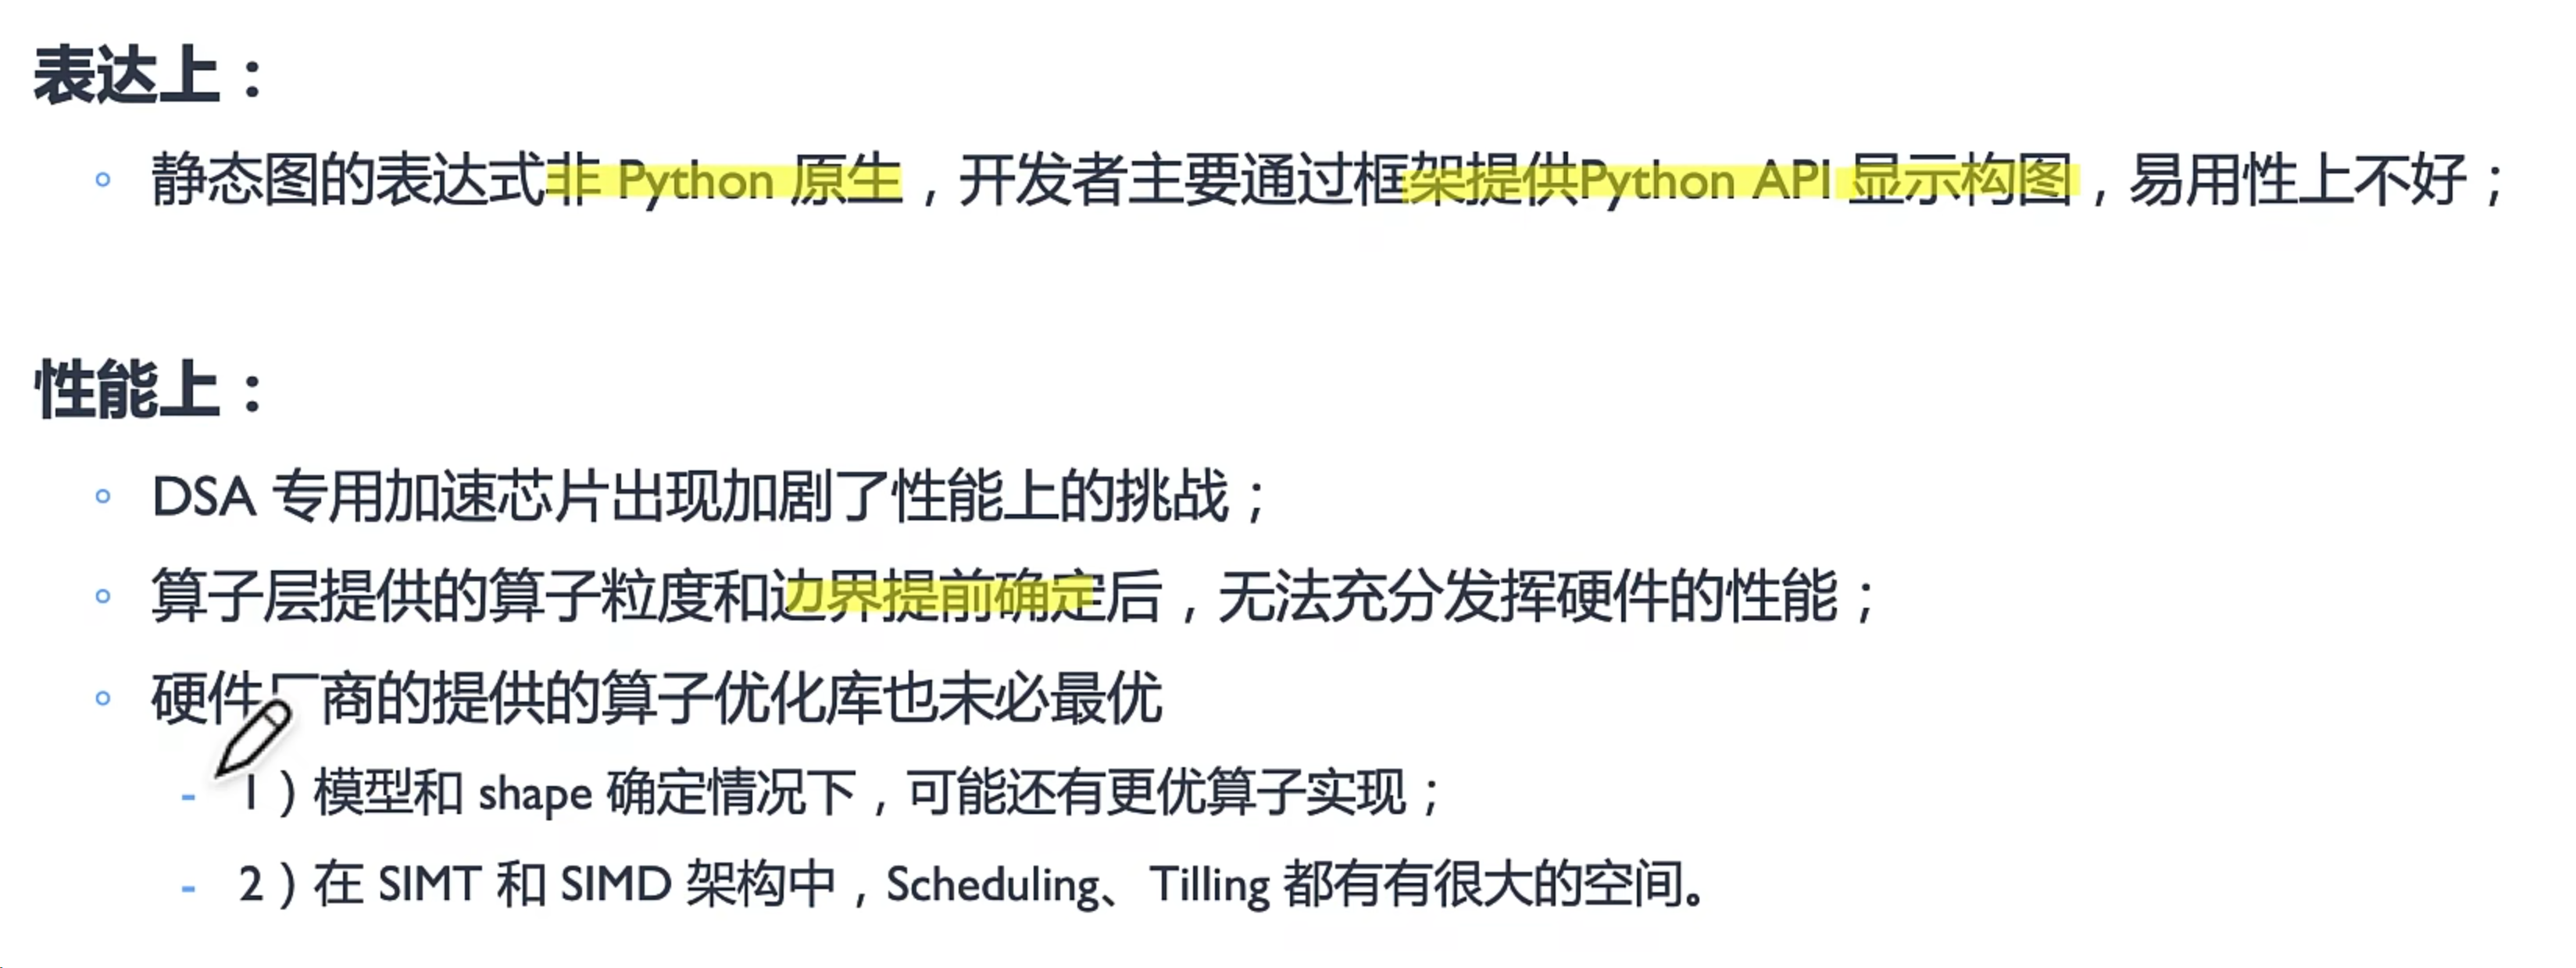 表达上：
静态图的表达式非 Python 原生，开发者主要通过框架提供Python API 显示构图，易用性上不好；
性能上：
DSA 专用加速芯片出现加剧了性能上的挑战；
算子层提供的算子粒度和边界提前确定后，无法充分发挥硬件的性能；
硬件厂商的提供的算子优化库也未必最优
- 1）模型和 shape 确定情况下，可能还有更优算子实现；
- 2）在 SIMT 和 SIMD 架构中，Scheduling、Tilling 都有有很大的空间。